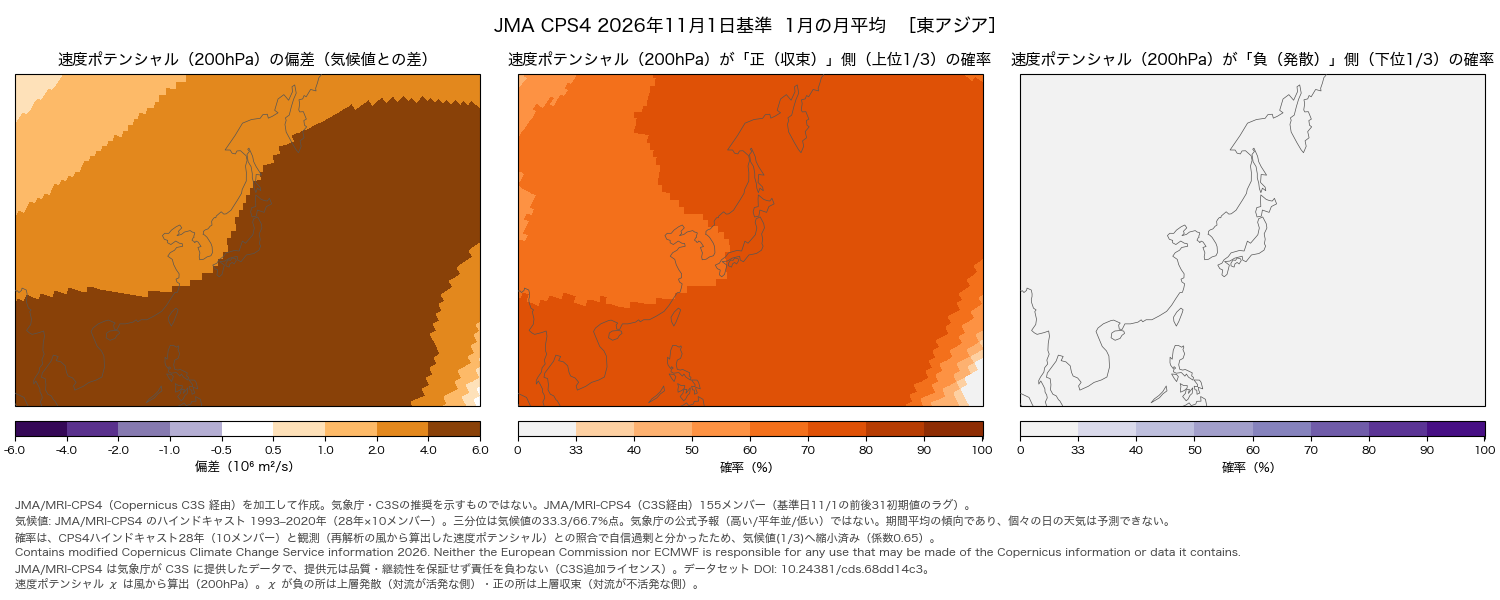 JMA CPS4 2026年11月1日基準 1月の月平均 ［東アジア］
速度ポテンシャル（200hPa）の偏差（気候値との差）
速度ポテンシャル（200hPa）が「正（収束）」側（上位1/3）の確率
速度ポテンシャル（200hPa）が「負（発散）」側（下位1/3）の確率
-6.0 -4.0 -2.0 -1.0 -0.5 0.5 1.0 2.0 4.0 6.0
偏差（10⁶ m²/s）
0 33 40 50 60 70 80 90 100
確率（%）
0 33 40 50 60 70 80 90 100
確率（%）
JMA/MRI-CPS4（Copernicus C3S 経由）を加工して作成。気象庁・C3Sの推奨を示すものではない。JMA/MRI-CPS4（C3S経由）155メンバー（基準日11/1の前後31初期値のラグ）。
気候値: JMA/MRI-CPS4 のハインドキャスト 1993–2020年（28年×10メンバー）。三分位は気候値の33.3/66.7%点。気象庁の公式予報（高い/平年並/低い）ではない。期間平均の傾向であり、個々の日の天気は予測できない。
確率は、CPS4ハインドキャスト28年（10メンバー）と観測（再解析の風から算出した速度ポテンシャル）との照合で自信過剰と分かったため、気候値(1/3)へ縮小済み（係数0.65）。
Contains modified Copernicus Climate Change Service information 2026. Neither the European Commission nor ECMWF is responsible for any use that may be made of the Copernicus information or data it contains.
JMA/MRI-CPS4 は気象庁が C3S に提供したデータで、提供元は品質・継続性を保証せず責任を負わない（C3S追加ライセンス）。データセット DOI: 10.24381/cds.68dd14c3。
速度ポテンシャル χ は風から算出（200hPa）。χ が負の所は上層発散（対流が活発な側）・正の所は上層収束（対流が不活発な側）。